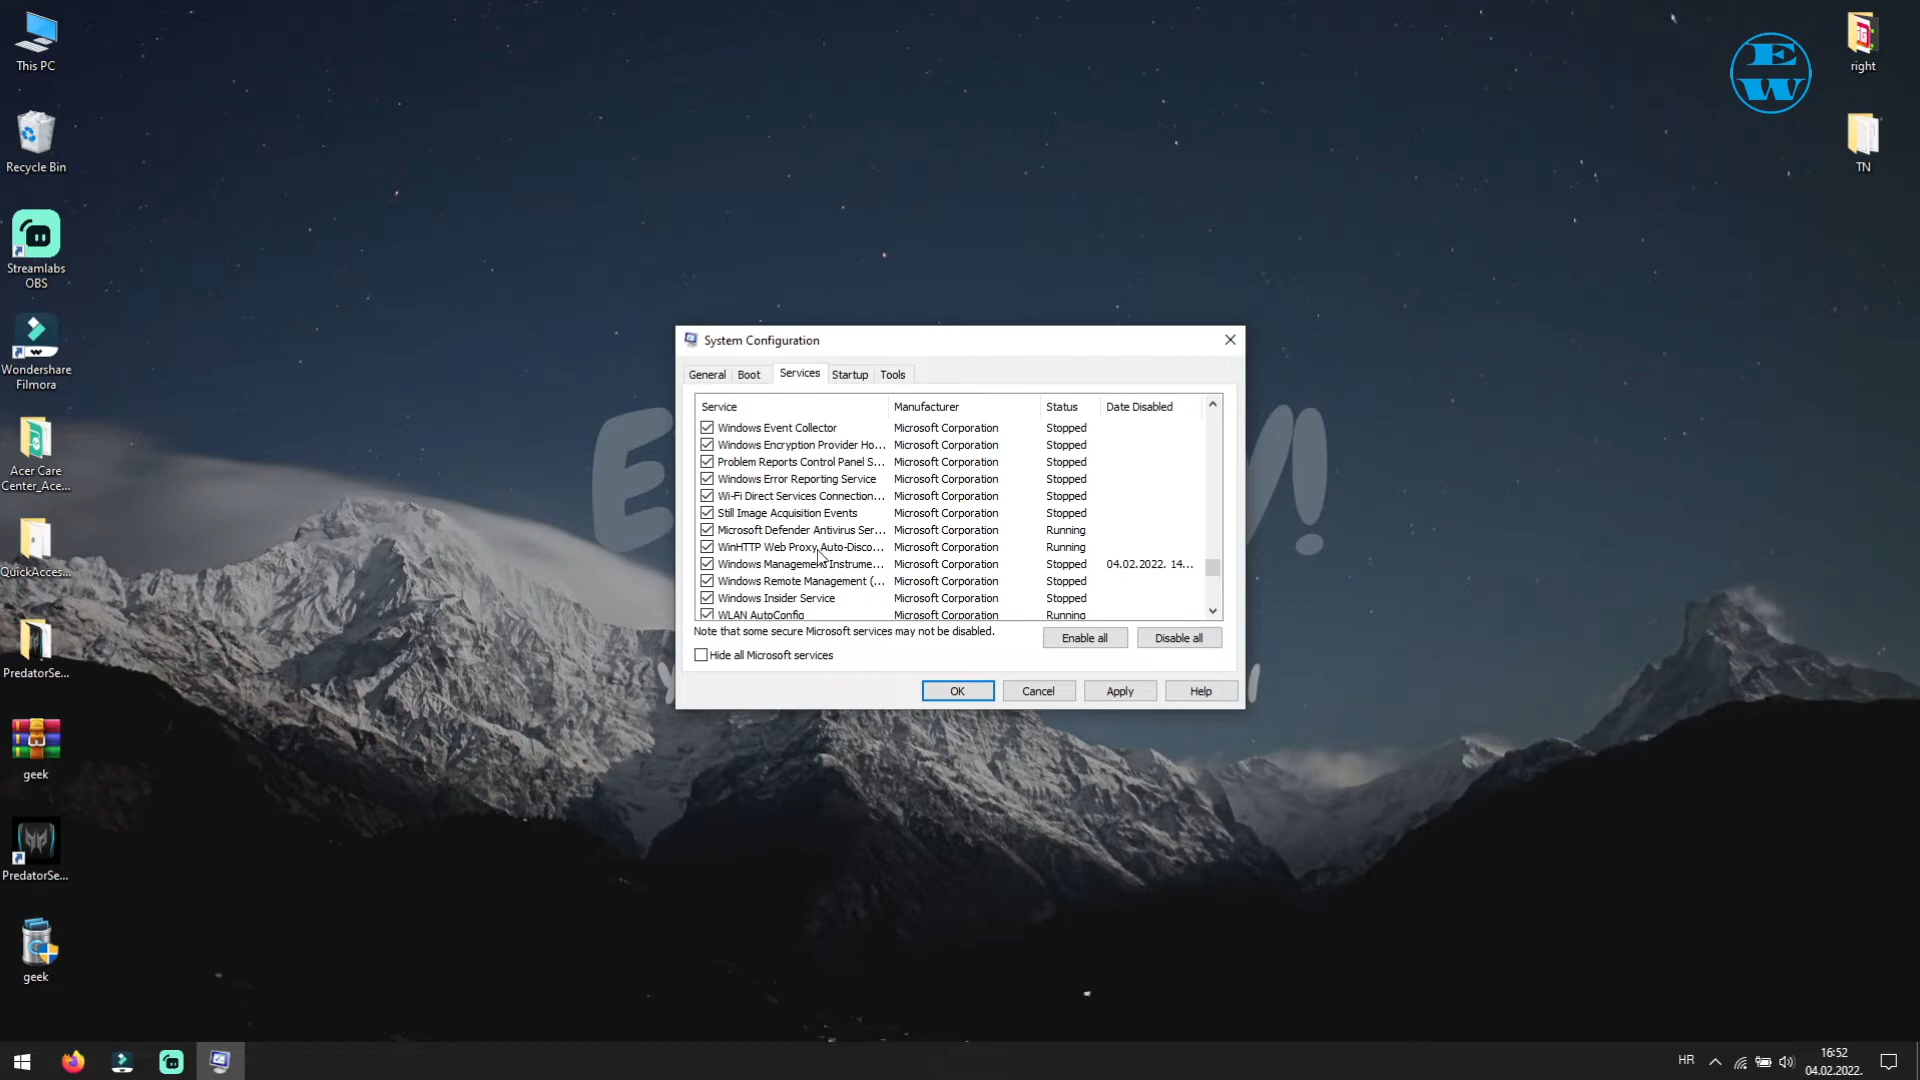 This PC
Recycle Bin
Streamlabs
OBS
Wondershare
Filmora
Acer Care
Center_Ace...
QuickAcces...
PredatorSe...
geek
PredatorSe...
geek
E
W
right
TN
System Configuration
General Boot Services Startup Tools
Service Manufacturer Status Date Disabled
Windows Event Collector Microsoft Corporation Stopped
Windows Encryption Provider Ho... Microsoft Corporation Stopped
Problem Reports Control Panel S... Microsoft Corporation Stopped
Windows Error Reporting Service Microsoft Corporation Stopped
Wi-Fi Direct Services Connection... Microsoft Corporation Stopped
Still Image Acquisition Events Microsoft Corporation Stopped
Microsoft Defender Antivirus Ser... Microsoft Corporation Running
WinHTTP Web Proxy Auto-Disco... Microsoft Corporation Running
Windows Management Instrume... Microsoft Corporation Stopped 04.02.2022. 14...
Windows Remote Management (... Microsoft Corporation Stopped
Windows Insider Service Microsoft Corporation Stopped
WLAN AutoConfig Microsoft Corporation Running
Note that some secure Microsoft services may not be disabled.
Enable all Disable all
Hide all Microsoft services
OK Cancel Apply Help
HR
16:52
04.02.2022.